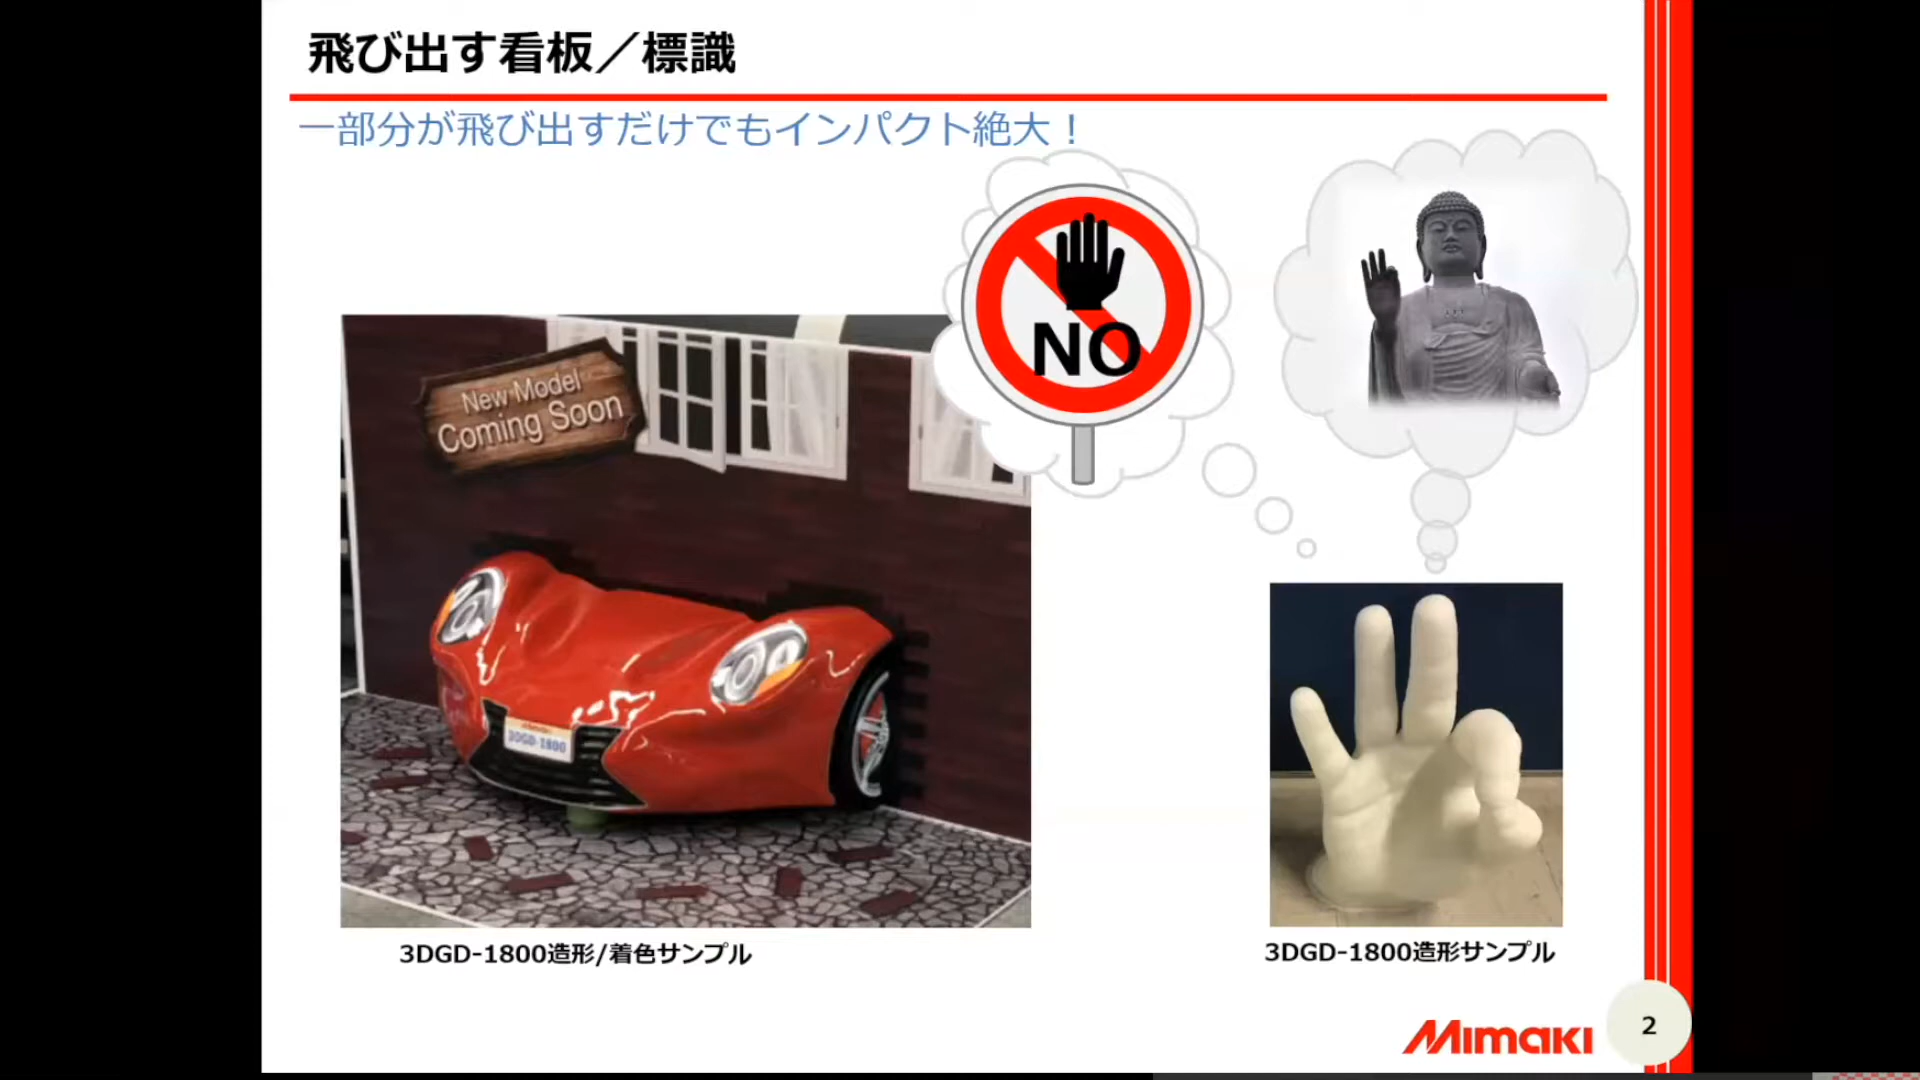 飛び出す看板／標識
一部分が飛び出すだけでもインパクト絶大！
NO
New Model
Coming Soon
3DGD-1800
3DGD-1800造形/着色サンプル
3DGD-1800造形サンプル
Mimaki
2